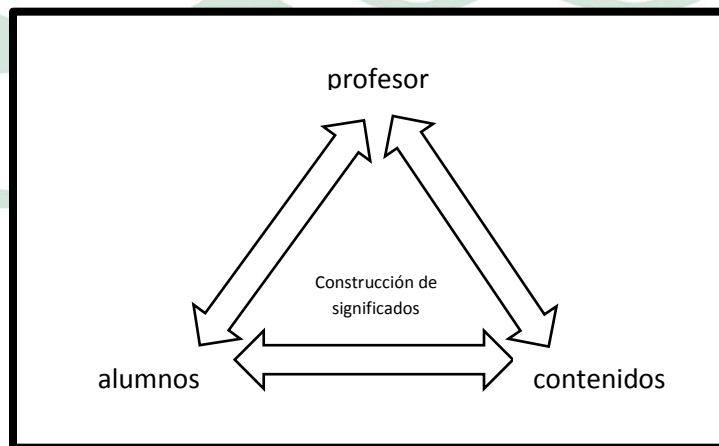 profesor
Construcción de
significados
alumnos
contenidos